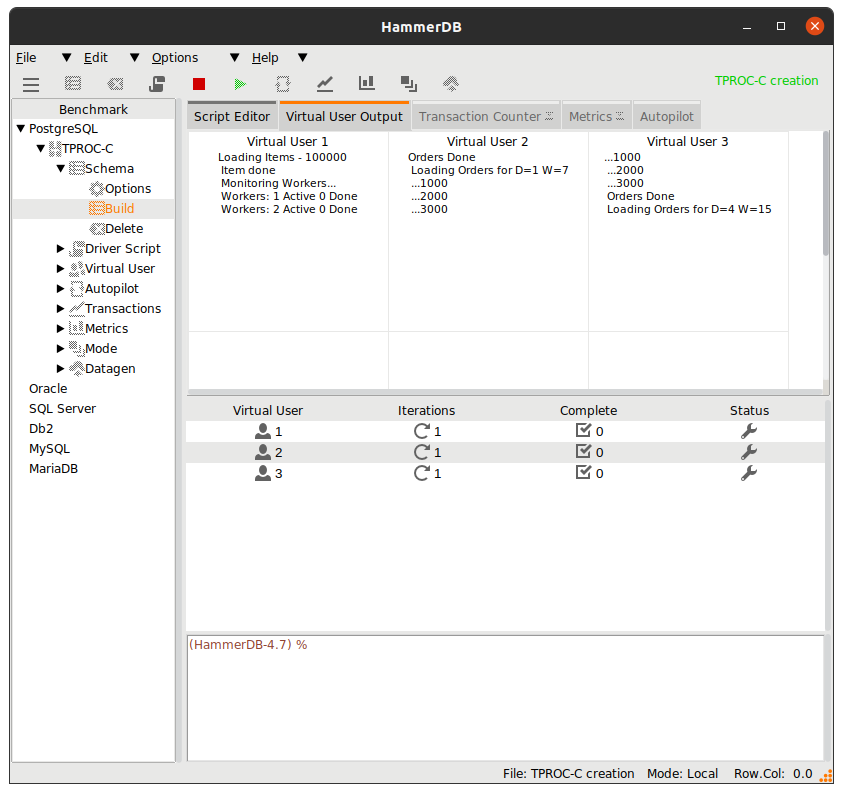 HammerDB
File Edit Options Help
TPROC-C creation
Benchmark
PostgreSQL
TPROC-C
Schema
Options
Build
Delete
Driver Script
Virtual User
Autopilot
Transactions
Metrics
Mode
Datagen
Oracle
SQL Server
Db2
MySQL
MariaDB
Script Editor Virtual User Output Transaction Counter Metrics Autopilot
Virtual User 1
Loading Items - 100000
Item done
Monitoring Workers...
Workers: 1 Active 0 Done
Workers: 2 Active 0 Done
Virtual User 2
Orders Done
Loading Orders for D=1 W=7
...1000
...2000
...3000
Virtual User 3
...1000
...2000
...3000
Orders Done
Loading Orders for D=4 W=15
Virtual User Iterations Complete Status
1 1 0
2 1 0
3 1 0
(HammerDB-4.7) %
File: TPROC-C creation Mode: Local Row.Col: 0.0